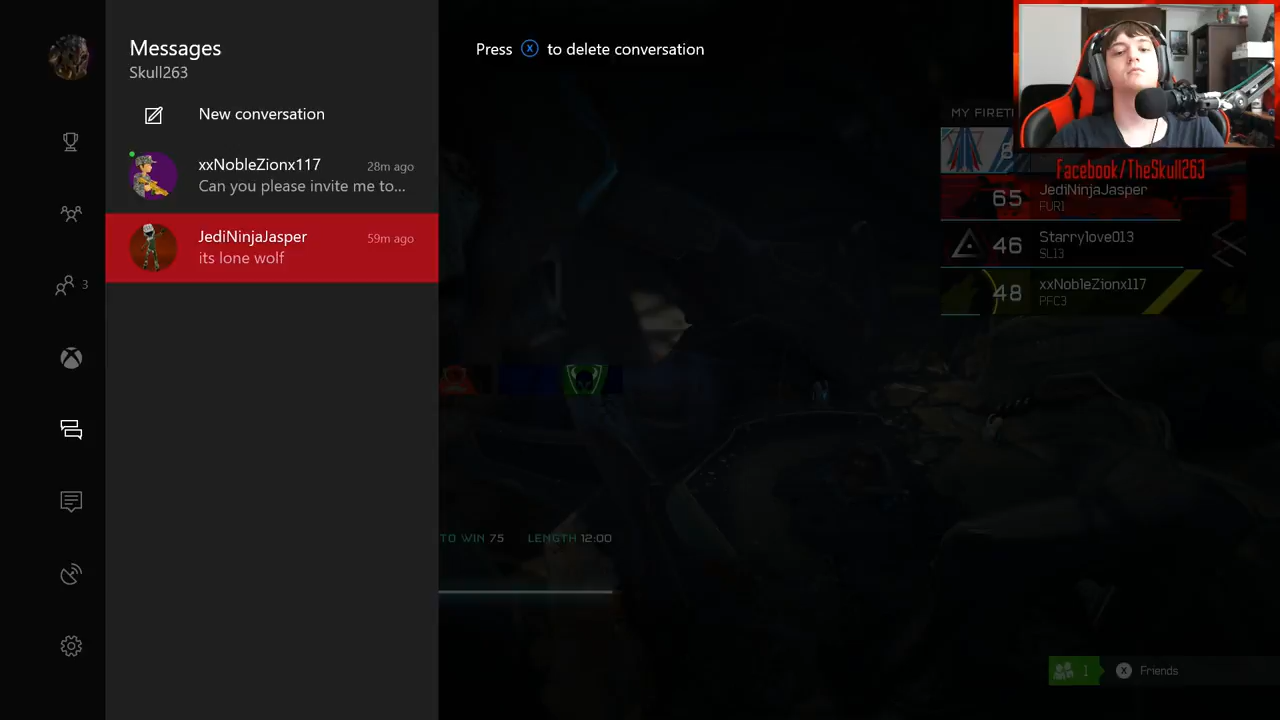 Messages
Skull263
Press X to delete conversation
New conversation
xxNobleZionx117 28m ago
Can you please invite me to...
JediNinjaJasper 59m ago
its lone wolf
3
MY FIRETI
Facebook/TheSkull263
65 JediNinjaJasper
FUR1
46 Starrylove013
SL13
48 xxNobleZionx117
PFC3
TO WIN 75 LENGTH 12:00
1 X Friends